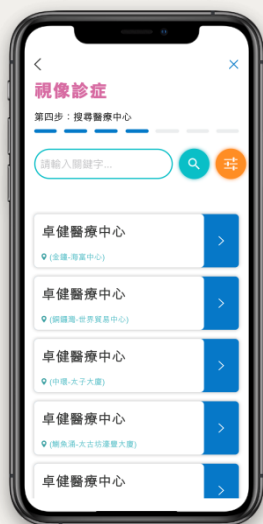 視像診症
第四步：搜尋醫療中心
請輸入關鍵字...
卓健醫療中心
(金鐘-海富中心)
卓健醫療中心
(銅鑼灣-世界貿易中心)
卓健醫療中心
(中環-太子大廈)
卓健醫療中心
(鰂魚涌-太古坊濠豐大廈)
卓健醫療中心